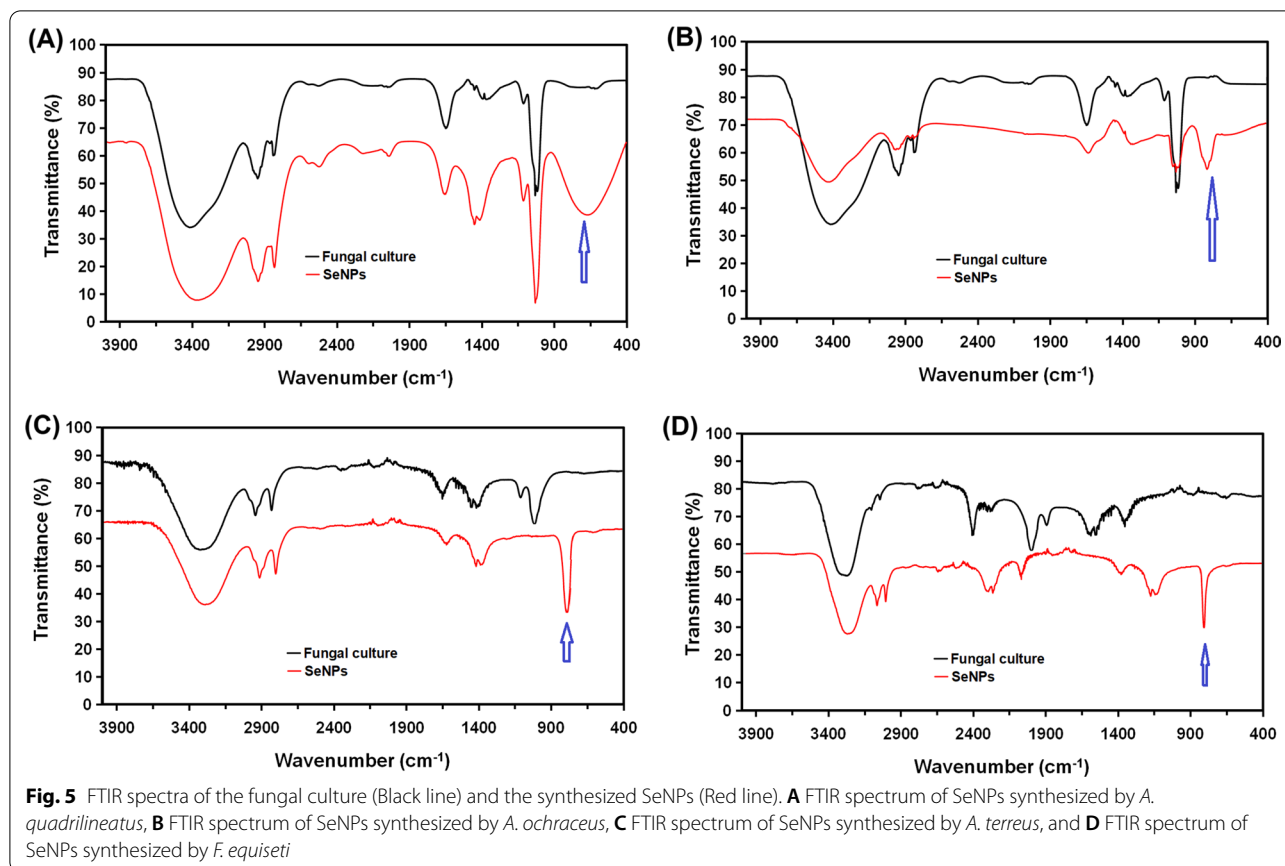 (A)
100
90
80
70
60
50
40
30
20
10
0
Transmittance (%)
Fungal culture
SeNPs
3900 3400 2900 2400 1900 1400 900 400
Wavenumber (cm⁻¹)
(B)
100
90
80
70
60
50
40
30
20
10
0
Transmittance (%)
Fungal culture
SeNPs
3900 3400 2900 2400 1900 1400 900 400
Wavenumber (cm⁻¹)
(C)
100
90
80
70
60
50
40
30
20
10
0
Transmittance (%)
Fungal culture
SeNPs
3900 3400 2900 2400 1900 1400 900 400
Wavenumber (cm⁻¹)
(D)
100
90
80
70
60
50
40
30
20
10
0
Transmittance (%)
Fungal culture
SeNPs
3900 3400 2900 2400 1900 1400 900 400
Wavenumber (cm⁻¹)
Fig. 5 FTIR spectra of the fungal culture (Black line) and the synthesized SeNPs (Red line). A FTIR spectrum of SeNPs synthesized by A.
quadrilineatus, B FTIR spectrum of SeNPs synthesized by A. ochraceus, C FTIR spectrum of SeNPs synthesized by A. terreus, and D FTIR spectrum of
SeNPs synthesized by F. equiseti